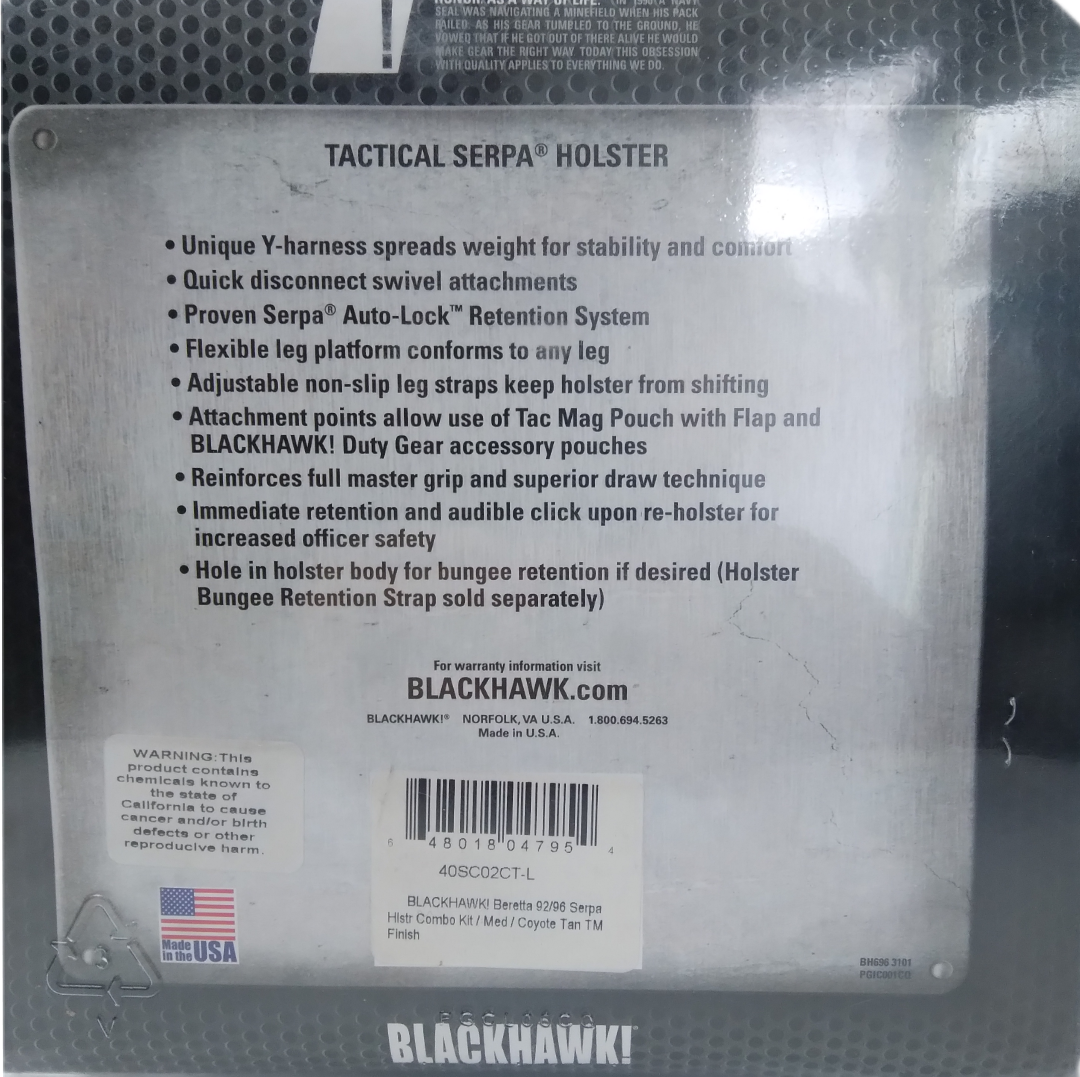 HONOR. AS A WAY OF LIFE. IN 1990 A NAVY
SEAL WAS NAVIGATING A MINEFIELD WHEN HIS PACK
FAILED. AS HIS GEAR TUMBLED TO THE GROUND, HE
VOWED THAT IF HE GOT OUT OF THERE ALIVE HE WOULD
MAKE GEAR THE RIGHT WAY. TODAY THIS OBSESSION
WITH QUALITY APPLIES TO EVERYTHING WE DO.
TACTICAL SERPA® HOLSTER
• Unique Y-harness spreads weight for stability and comfort
• Quick disconnect swivel attachments
• Proven Serpa® Auto-Lock™ Retention System
• Flexible leg platform conforms to any leg
• Adjustable non-slip leg straps keep holster from shifting
• Attachment points allow use of Tac Mag Pouch with Flap and
BLACKHAWK! Duty Gear accessory pouches
• Reinforces full master grip and superior draw technique
• Immediate retention and audible click upon re-holster for
increased officer safety
• Hole in holster body for bungee retention if desired (Holster
Bungee Retention Strap sold separately)
For warranty information visit
BLACKHAWK.com
BLACKHAWK!® NORFOLK, VA U.S.A. 1.800.694.5263
Made in U.S.A.
WARNING: This
product contains
chemicals known to
the state of
California to cause
cancer and/or birth
defects or other
reproducive harm.
6 48018 04795 4
40SC02CT-L
BLACKHAWK! Beretta 92/96 Serpa
Hlstr Combo Kit / Med / Coyote Tan TM
Finish
Made
in the USA
3
V
BH696 3101
PGIC001CO
BLACKHAWK!